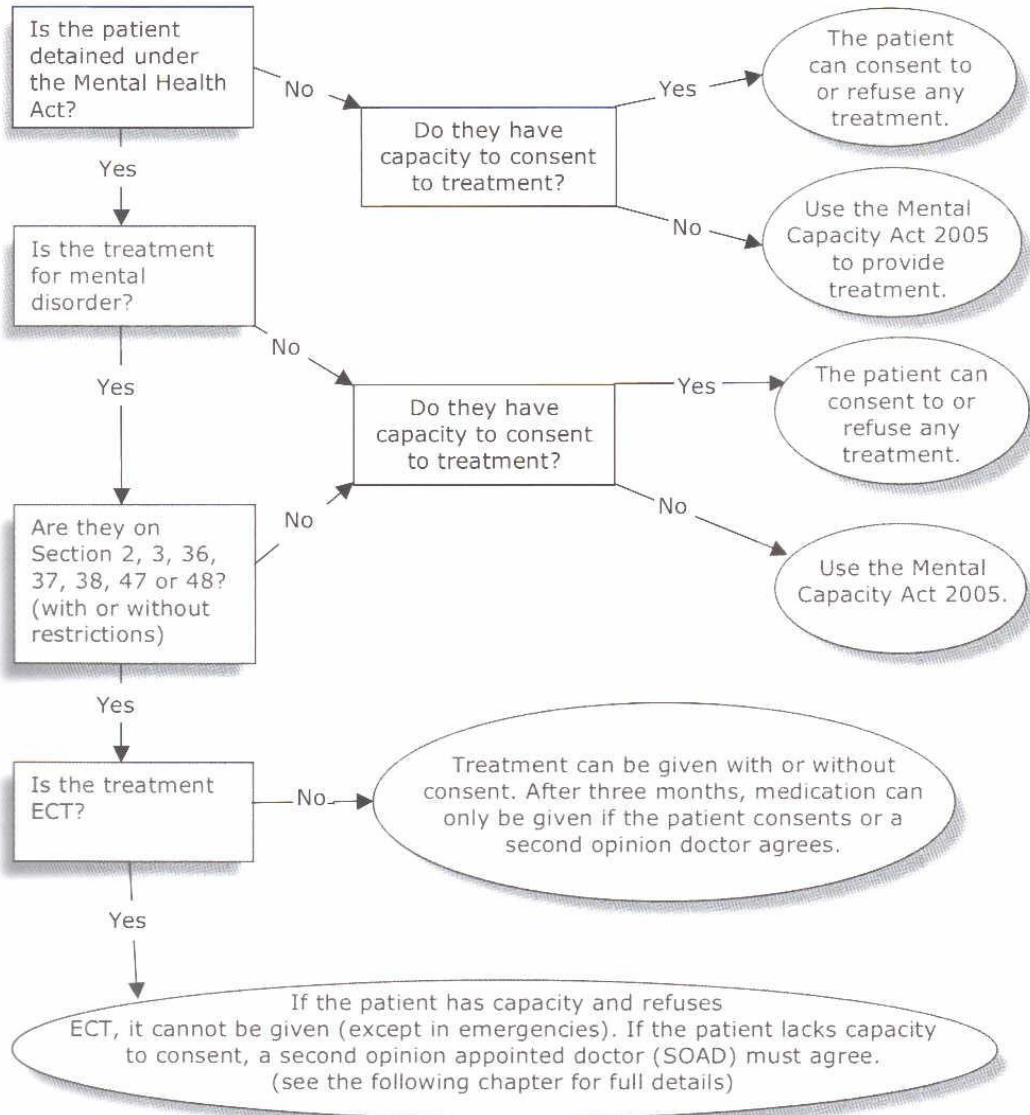 Is the patient
detained under
the Mental Health
Act?
No
Yes
The patient
can consent to
or refuse any
treatment.
Do they have
capacity to consent
to treatment?
Yes
No
Use the Mental
Capacity Act 2005
to provide
treatment.
Is the treatment
for mental
disorder?
No
Yes
Do they have
capacity to consent
to treatment?
Yes
The patient can
consent to or
refuse any
treatment.
No
Use the Mental
Capacity Act 2005.
Are they on
Section 2, 3, 36,
37, 38, 47 or 48?
(with or without
restrictions)
No
Yes
Is the treatment
ECT?
No
Treatment can be given with or without
consent. After three months, medication can
only be given if the patient consents or a
second opinion doctor agrees.
Yes
If the patient has capacity and refuses
ECT, it cannot be given (except in emergencies). If the patient lacks capacity
to consent, a second opinion appointed doctor (SOAD) must agree.
(see the following chapter for full details)